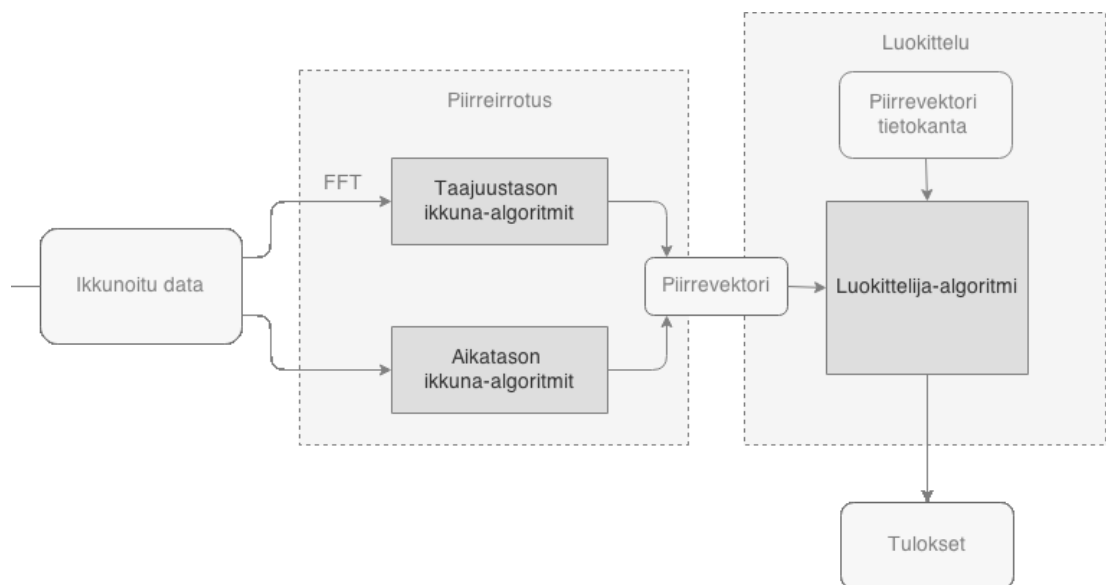 Luokittelu
Piirreirrotus
Piirrevektori
tietokanta
FFT
Taajuustason
ikkuna-algoritmit
Ikkunoitu data
Piirrevektori
Luokittelija-algoritmi
Aikatason
ikkuna-algoritmit
Tulokset